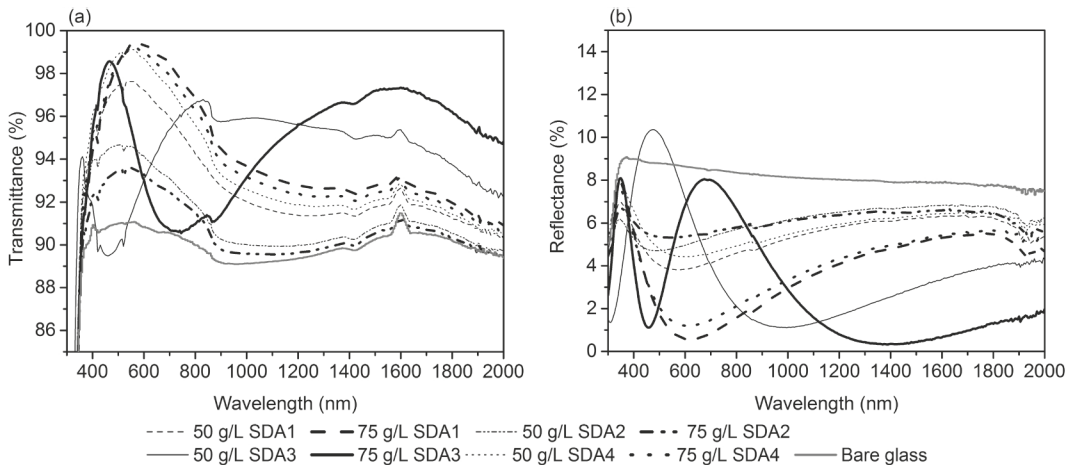 (a)
100
98
96
94
92
90
88
86
Transmittance (%)
400 600 800 1000 1200 1400 1600 1800 2000
Wavelength (nm)
(b)
14
12
10
8
6
4
2
0
Reflectance (%)
400 600 800 1000 1200 1400 1600 1800 2000
Wavelength (nm)
50 g/L SDA1 75 g/L SDA1 50 g/L SDA2 75 g/L SDA2
50 g/L SDA3 75 g/L SDA3 50 g/L SDA4 75 g/L SDA4 Bare glass